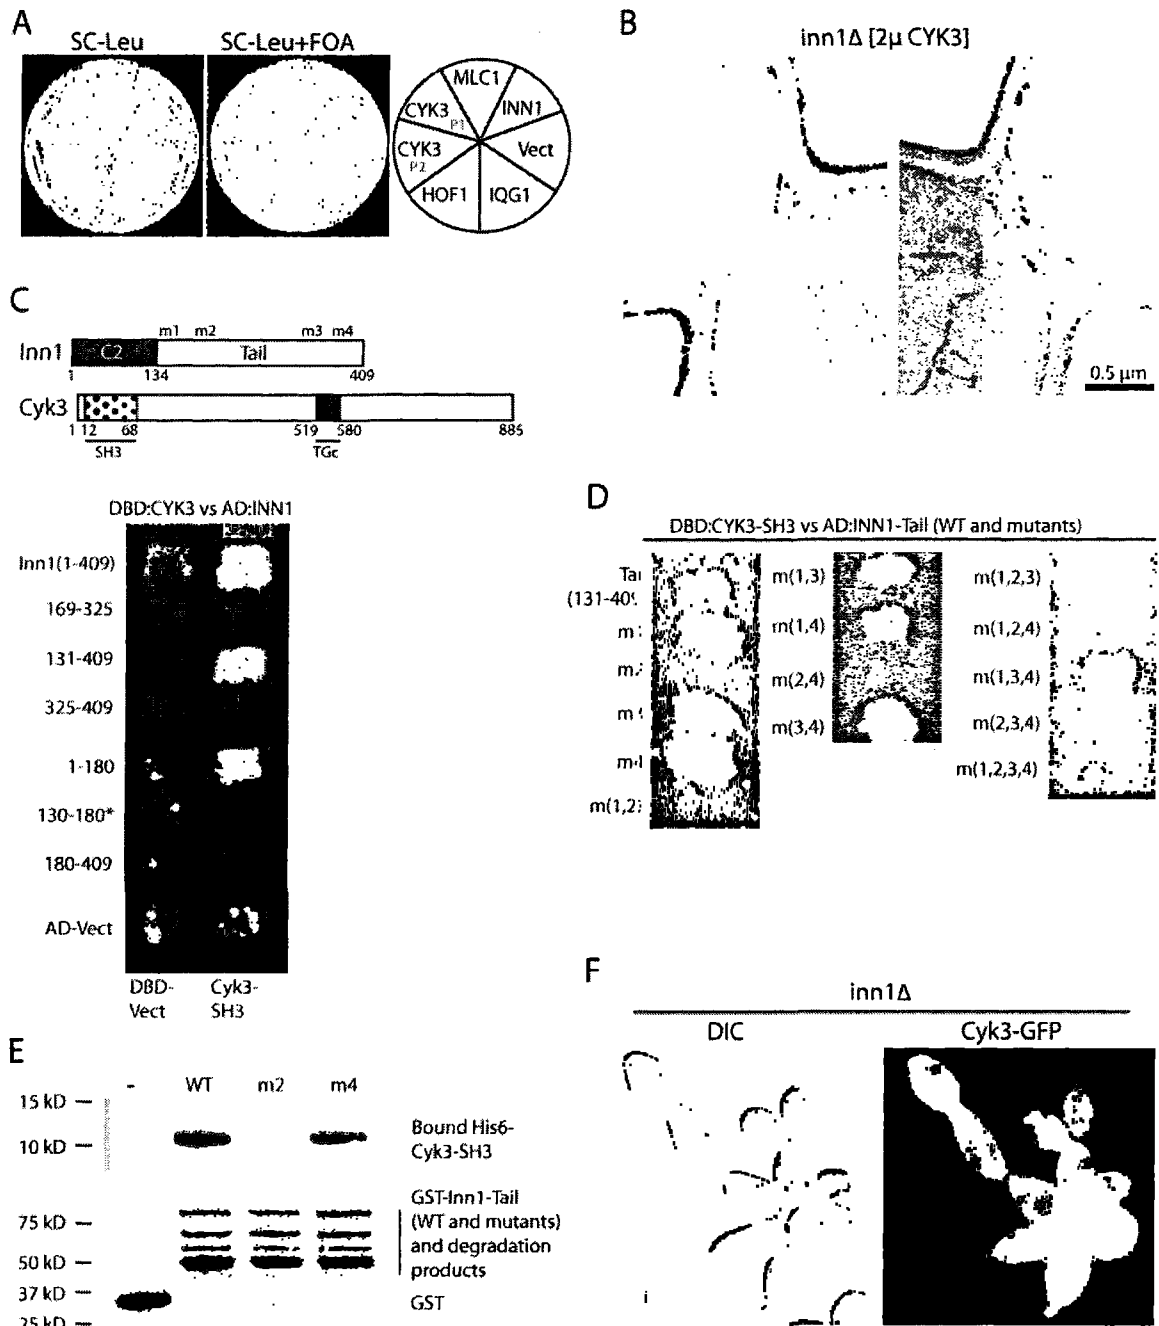 A
SC-Leu
SC-Leu+FOA
MLC1
INN1
Vect
IQG1
HOF1
CYK3
P2
CYK3
P1
B
inn1Δ [2μ CYK3]
0.5 μm
C
m1 m2 m3 m4
Inn1 C2 Tail
1 134 409
Cyk3
1 12 68 519 580 885
SH3 TGc
DBD:CYK3 vs AD:INN1
Inn1(1-409)
169-325
131-409
325-409
1-180
130-180*
180-409
AD-Vect
DBD-
Vect
Cyk3-
SH3
D
DBD:CYK3-SH3 vs AD:INN1-Tail (WT and mutants)
m(1,3)
m(1,4)
m(2,4)
m(3,4)
m(1,2,3)
m(1,2,4)
m(1,3,4)
m(2,3,4)
m(1,2,3,4)
E
- WT m2 m4
15 kD
10 kD
75 kD
50 kD
37 kD
25 kD
Bound His6-
Cyk3-SH3
GST-Inn1-Tail
(WT and mutants)
and degradation
products
GST
F
inn1Δ
DIC
Cyk3-GFP